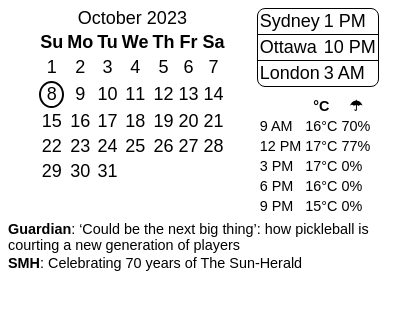 October 2023
Su Mo Tu We Th Fr Sa
1 2 3 4 5 6 7
8 9 10 11 12 13 14
15 16 17 18 19 20 21
22 23 24 25 26 27 28
29 30 31
Sydney 1 PM
Ottawa 10 PM
London 3 AM
°C ☂
9 AM 16°C 70%
12 PM 17°C 77%
3 PM 17°C 0%
6 PM 16°C 0%
9 PM 15°C 0%
Guardian: ‘Could be the next big thing’: how pickleball is
courting a new generation of players
SMH: Celebrating 70 years of The Sun-Herald